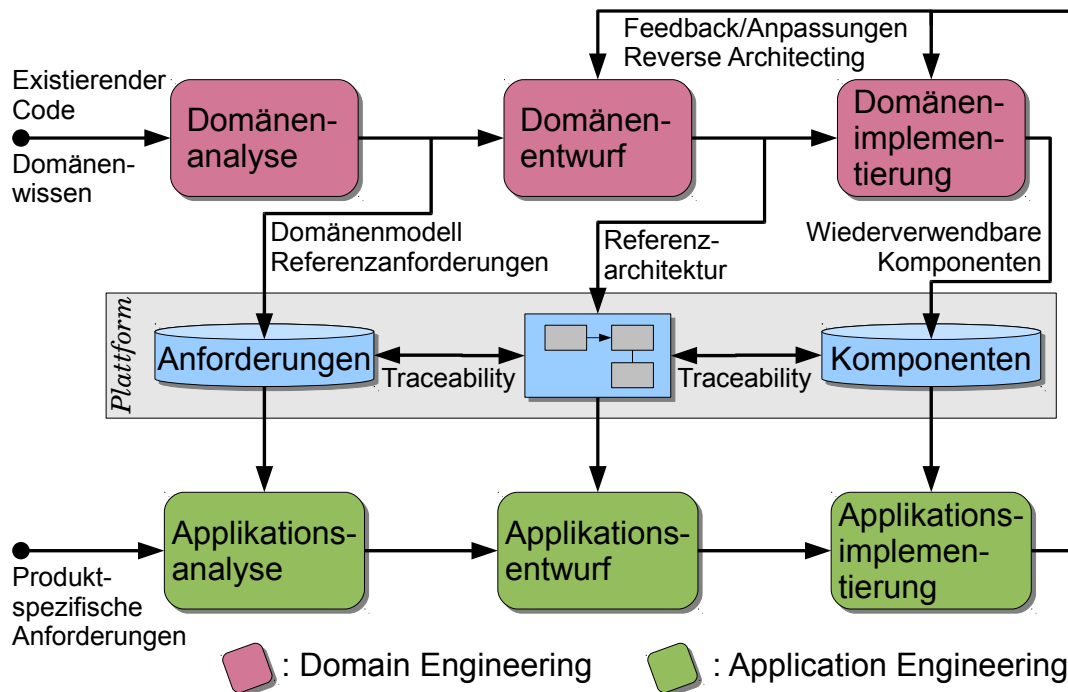 Feedback/Anpassungen
Reverse Architecting
Existierender
Code
Domänen-
wissen
Domänen-
analyse
Domänen-
entwurf
Domänen-
implemen-
tierung
Domänenmodell
Referenzanforderungen
Referenz-
architektur
Wiederverwendbare
Komponenten
Plattform
Anforderungen
Traceability
Traceability
Komponenten
Applikations-
analyse
Applikations-
entwurf
Applikations-
implemen-
tierung
Produkt-
spezifische
Anforderungen
: Domain Engineering
: Application Engineering